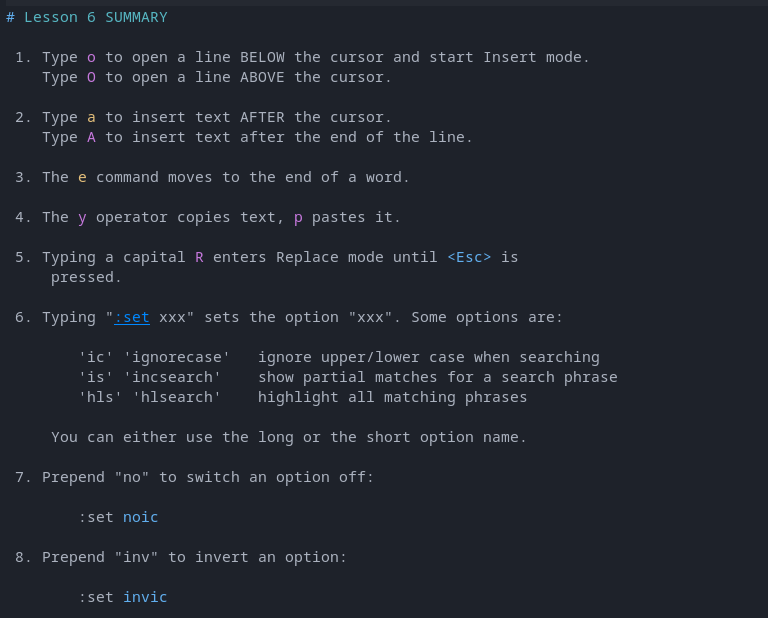 # Lesson 6 SUMMARY
1. Type o to open a line BELOW the cursor and start Insert mode.
Type O to open a line ABOVE the cursor.
2. Type a to insert text AFTER the cursor.
Type A to insert text after the end of the line.
3. The e command moves to the end of a word.
4. The y operator copies text, p pastes it.
5. Typing a capital R enters Replace mode until <Esc> is
pressed.
6. Typing ":set xxx" sets the option "xxx". Some options are:
'ic' 'ignorecase' ignore upper/lower case when searching
'is' 'incsearch' show partial matches for a search phrase
'hls' 'hlsearch' highlight all matching phrases
You can either use the long or the short option name.
7. Prepend "no" to switch an option off:
:set noic
8. Prepend "inv" to invert an option:
:set invic